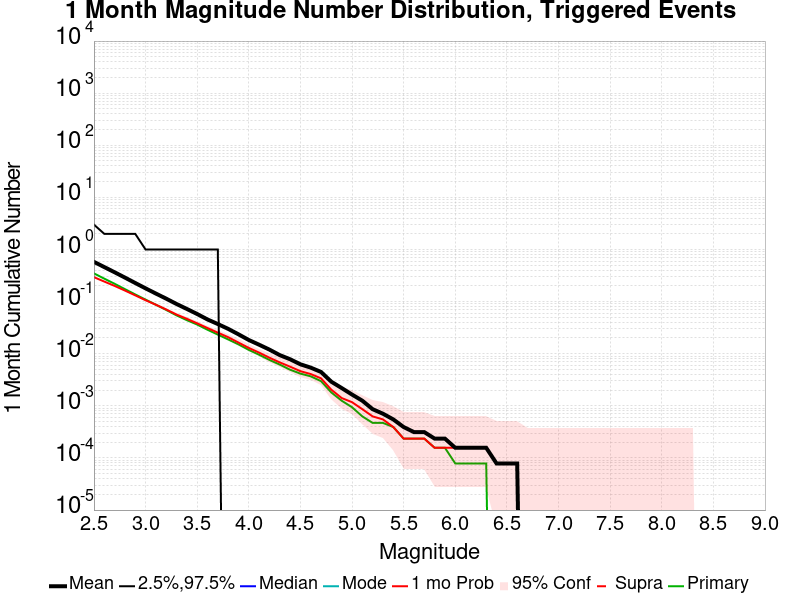 1 Month Magnitude Number Distribution, Triggered Events
1 Month Cumulative Number
10^4
10^3
10^2
10^1
10^0
10^-1
10^-2
10^-3
10^-4
10^-5
2.5 3.0 3.5 4.0 4.5 5.0 5.5 6.0 6.5 7.0 7.5 8.0 8.5 9.0
Magnitude
Mean 2.5%,97.5% Median Mode 1 mo Prob 95% Conf Supra Primary